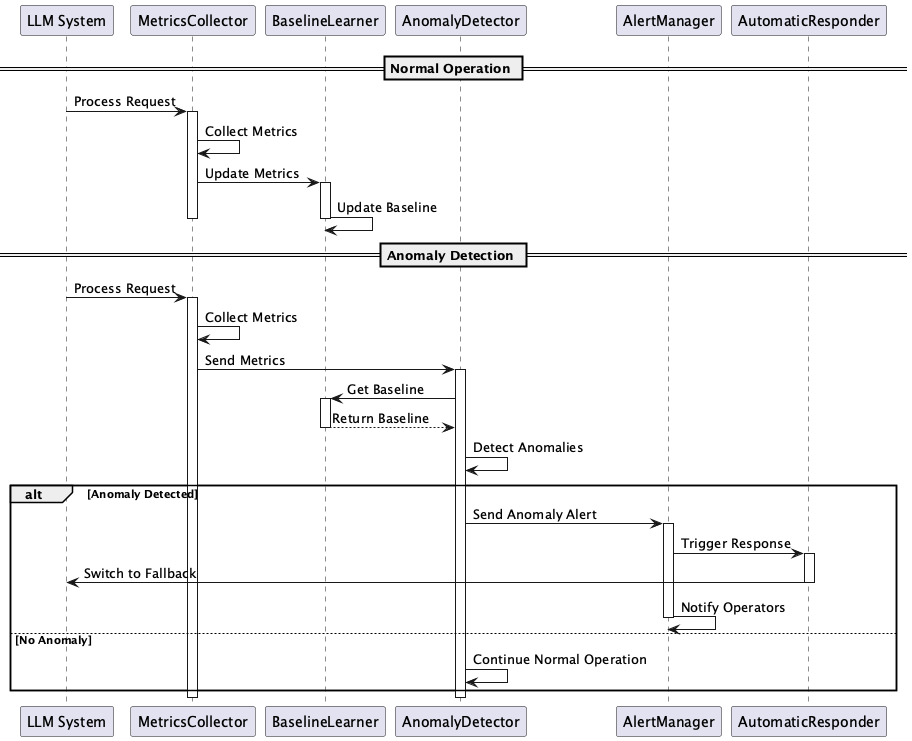 LLM System
MetricsCollector
BaselineLearner
AnomalyDetector
AlertManager
AutomaticResponder
Normal Operation
Process Request
Collect Metrics
Update Metrics
Update Baseline
Anomaly Detection
Process Request
Collect Metrics
Send Metrics
Get Baseline
Return Baseline
Detect Anomalies
alt
[Anomaly Detected]
Send Anomaly Alert
Trigger Response
Switch to Fallback
Notify Operators
[No Anomaly]
Continue Normal Operation
LLM System
MetricsCollector
BaselineLearner
AnomalyDetector
AlertManager
AutomaticResponder